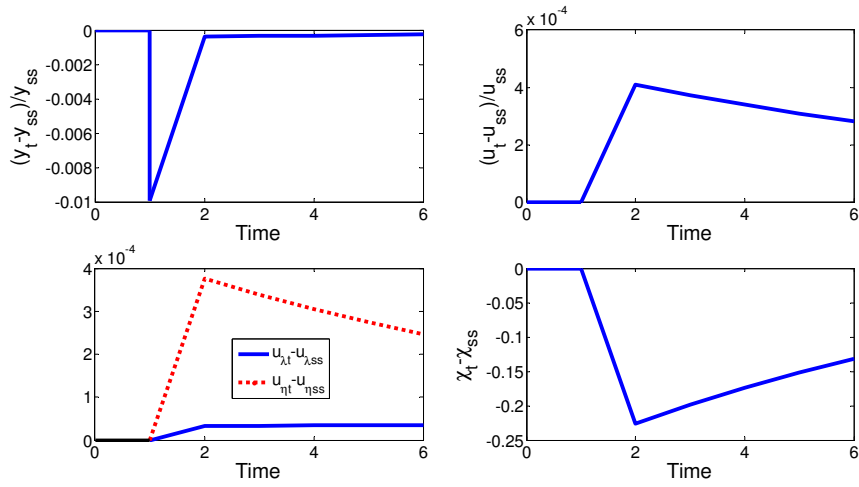 0
-0.002
-0.004
-0.006
-0.008
-0.01
0 2 4 6
Time
(y_t-y_ss)/y_ss
x 10^-4
6
4
2
0
0 2 4 6
Time
(u_t-u_ss)/u_ss
x 10^-4
4
3
2
1
0
0 2 4 6
Time
u_λt-u_λss
u_ηt-u_ηss
0
-0.05
-0.1
-0.15
-0.2
-0.25
0 2 4 6
Time
χ_t-χ_ss